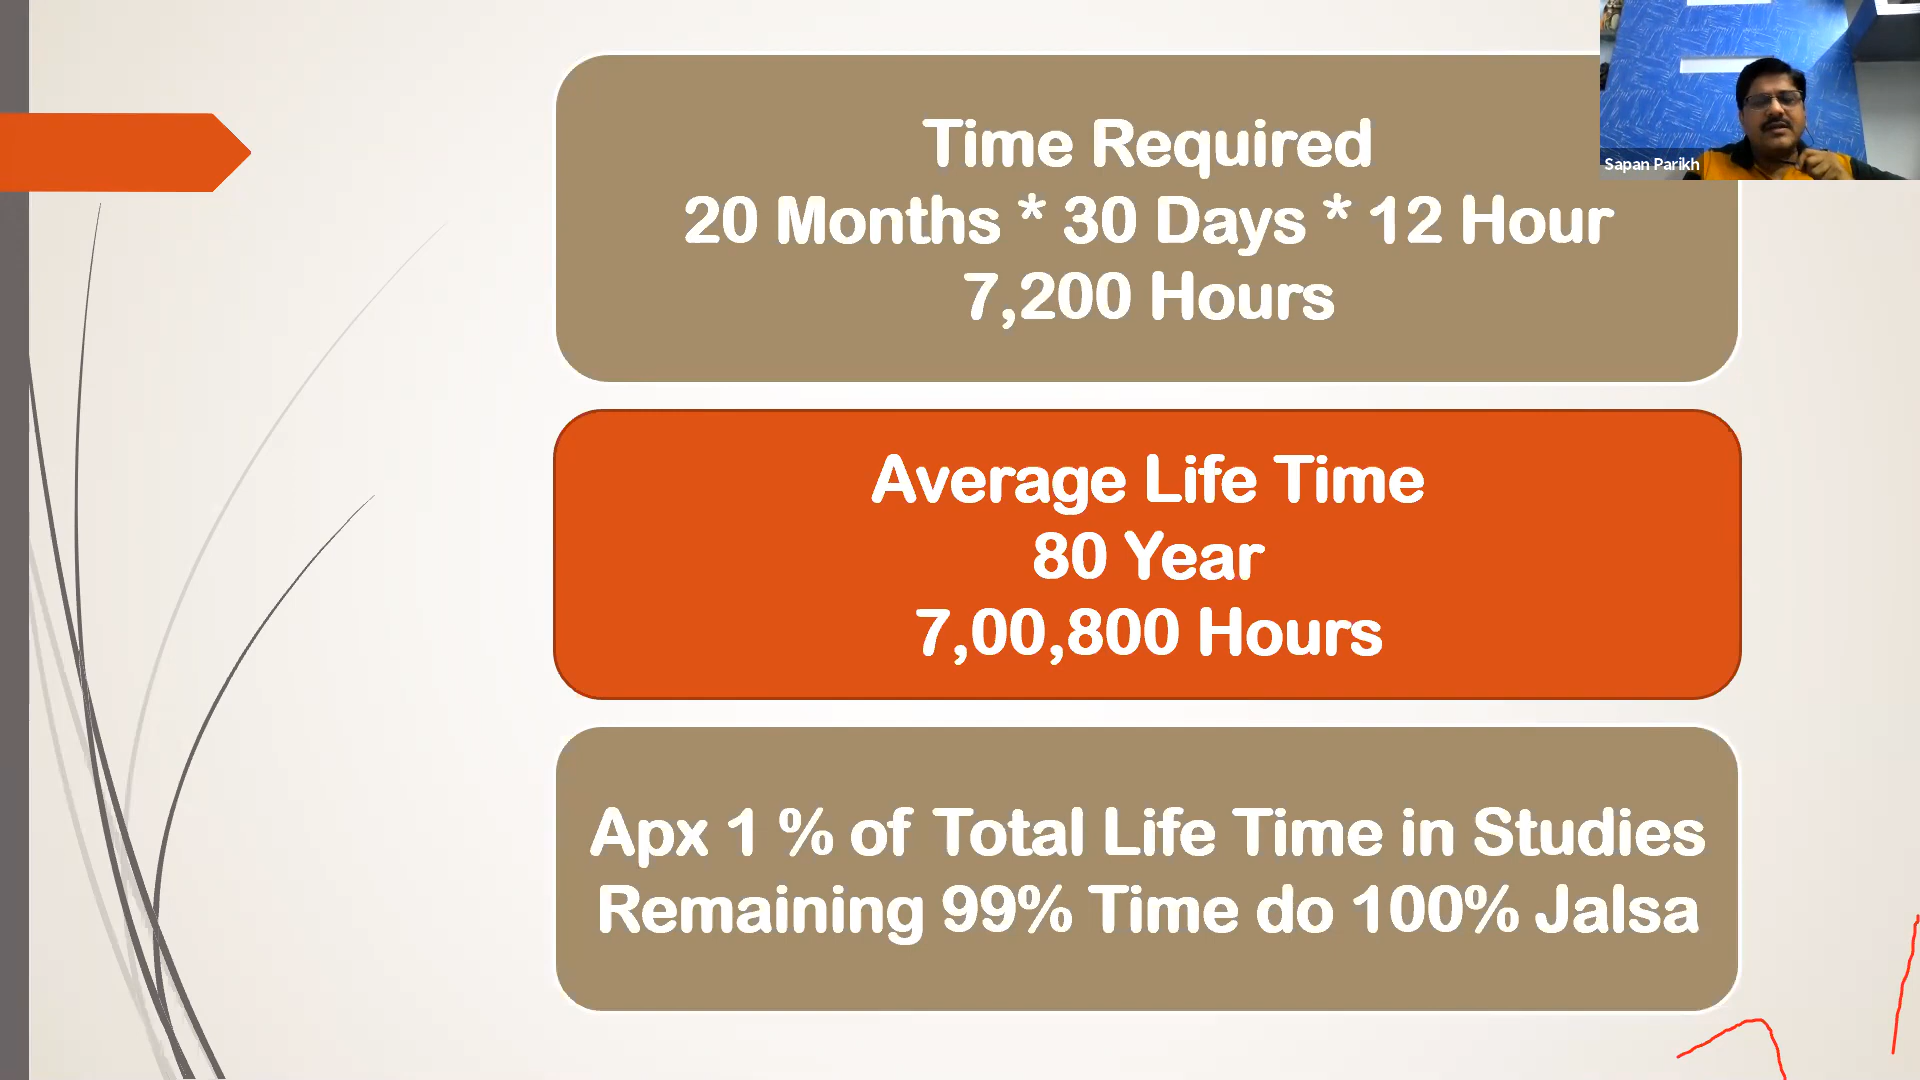 Time Required
20 Months * 30 Days * 12 Hour
7,200 Hours
Sapan Parikh
Average Life Time
80 Year
7,00,800 Hours
Apx 1 % of Total Life Time in Studies
Remaining 99% Time do 100% Jalsa